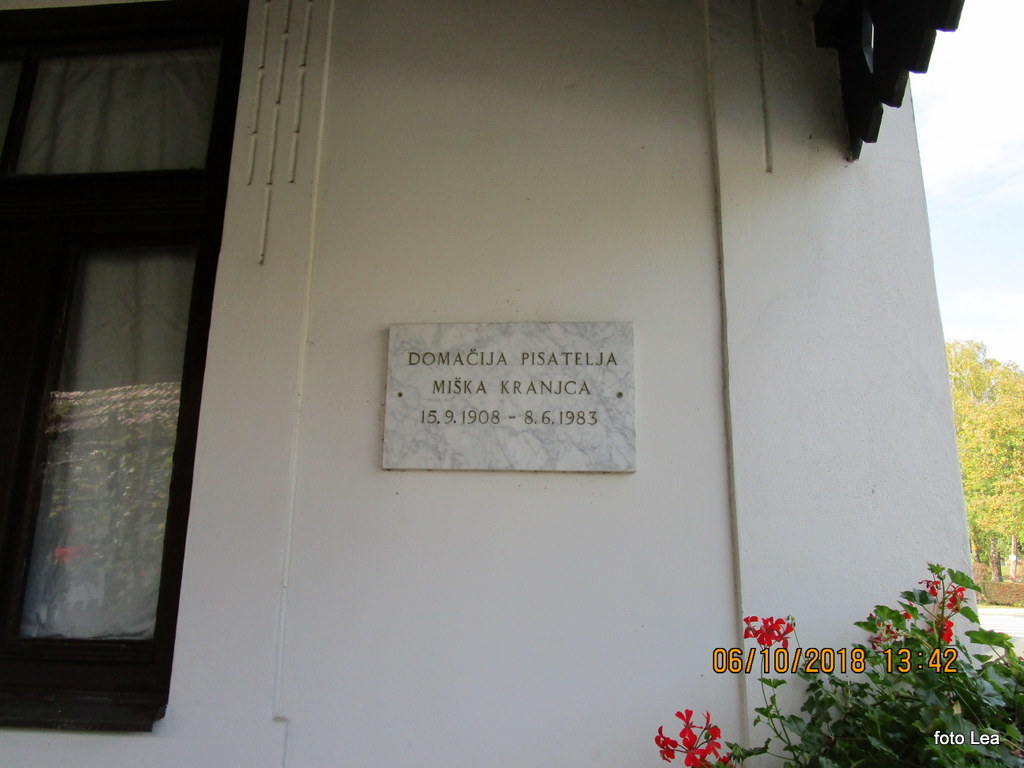 DOMAČIJA PISATELJA
MIŠKA KRANJCA
15.9.1908 - 8.6.1983
06/10/2018 13:42
foto Lea